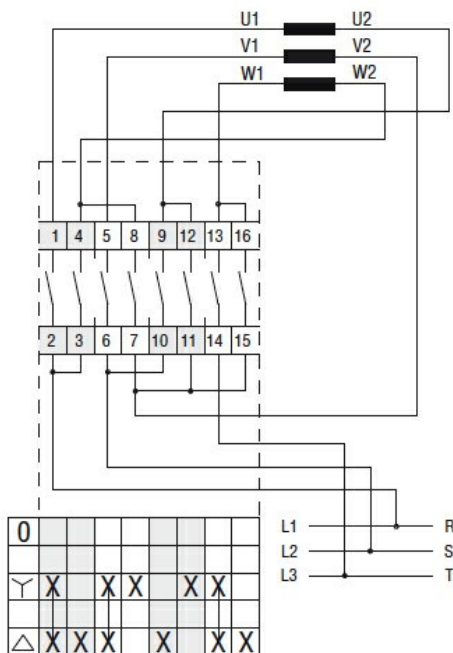 U1 U2
V1 V2
W1 W2
1 4 5 8 9 12 13 16
2 3 6 7 10 11 14 15
L1 R
L2 S
L3 T
0
Y X X X X X
△ X X X X X X